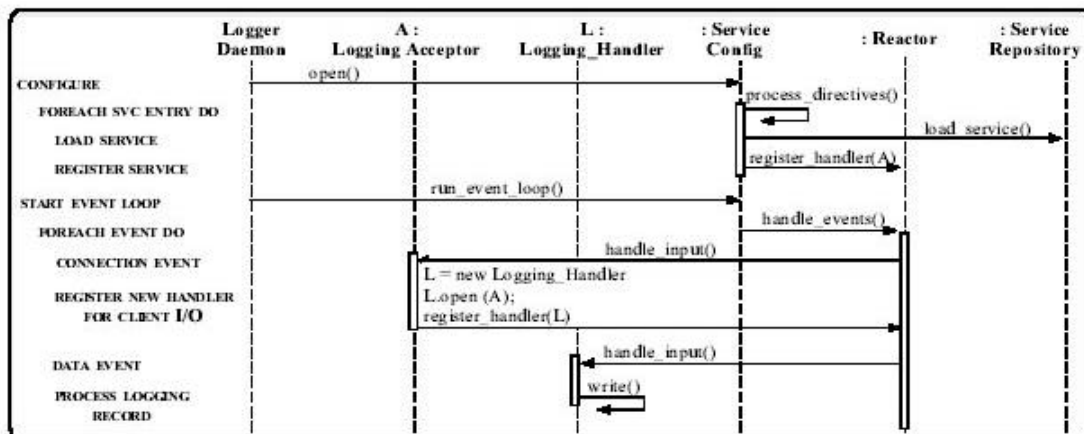 Logger
Daemon
A :
Logging Acceptor
L :
Logging_Handler
: Service
Config
: Reactor
: Service
Repository
CONFIGURE
open()
FOREACH SVC ENTRY DO
process_directives()
LOAD SERVICE
load_service()
REGISTER SERVICE
register_handler(A)
START EVENT LOOP
run_event_loop()
FOREACH EVENT DO
handle_events()
CONNECTION EVENT
handle_input()
L = new Logging_Handler
REGISTER NEW HANDLER
FOR CLIENT I/O
L.open (A);
register_handler(L)
DATA EVENT
handle_input()
PROCESS LOGGING
RECORD
write()